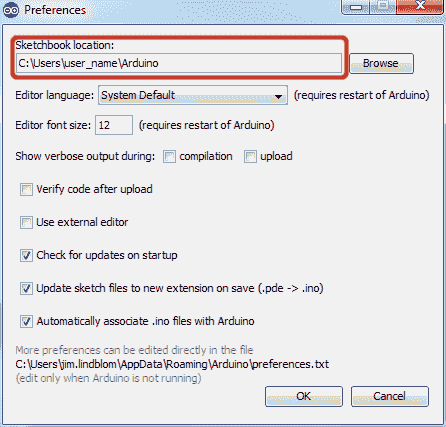 Preferences
Sketchbook location:
C:\Users\user_name\Arduino
Browse
Editor language: System Default (requires restart of Arduino)
Editor font size: 12 (requires restart of Arduino)
Show verbose output during: compilation upload
Verify code after upload
Use external editor
Check for updates on startup
Update sketch files to new extension on save (.pde -> .ino)
Automatically associate .ino files with Arduino
More preferences can be edited directly in the file
C:\Users\jim.lindblom\AppData\Roaming\Arduino\preferences.txt
(edit only when Arduino is not running)
OK Cancel